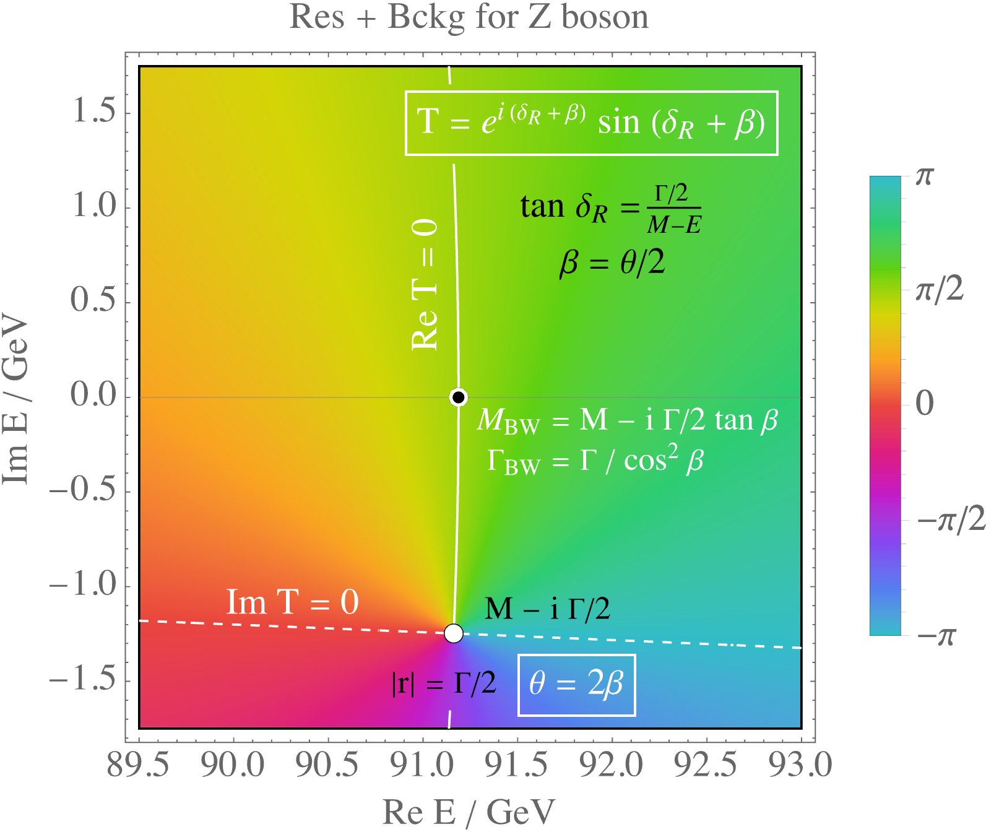 Res + Bckg for Z boson
T = e^{i (δ_R + β)} sin (δ_R + β)
tan δ_R = Γ/2 / M−E
β = θ/2
Re T = 0
M_BW = M − i Γ/2 tan β
Γ_BW = Γ / cos² β
Im T = 0
M − i Γ/2
|r| = Γ/2
θ = 2β
Im E / GeV
1.5
1.0
0.5
0.0
−0.5
−1.0
−1.5
89.5 90.0 90.5 91.0 91.5 92.0 92.5 93.0
Re E / GeV
π
π/2
0
−π/2
−π